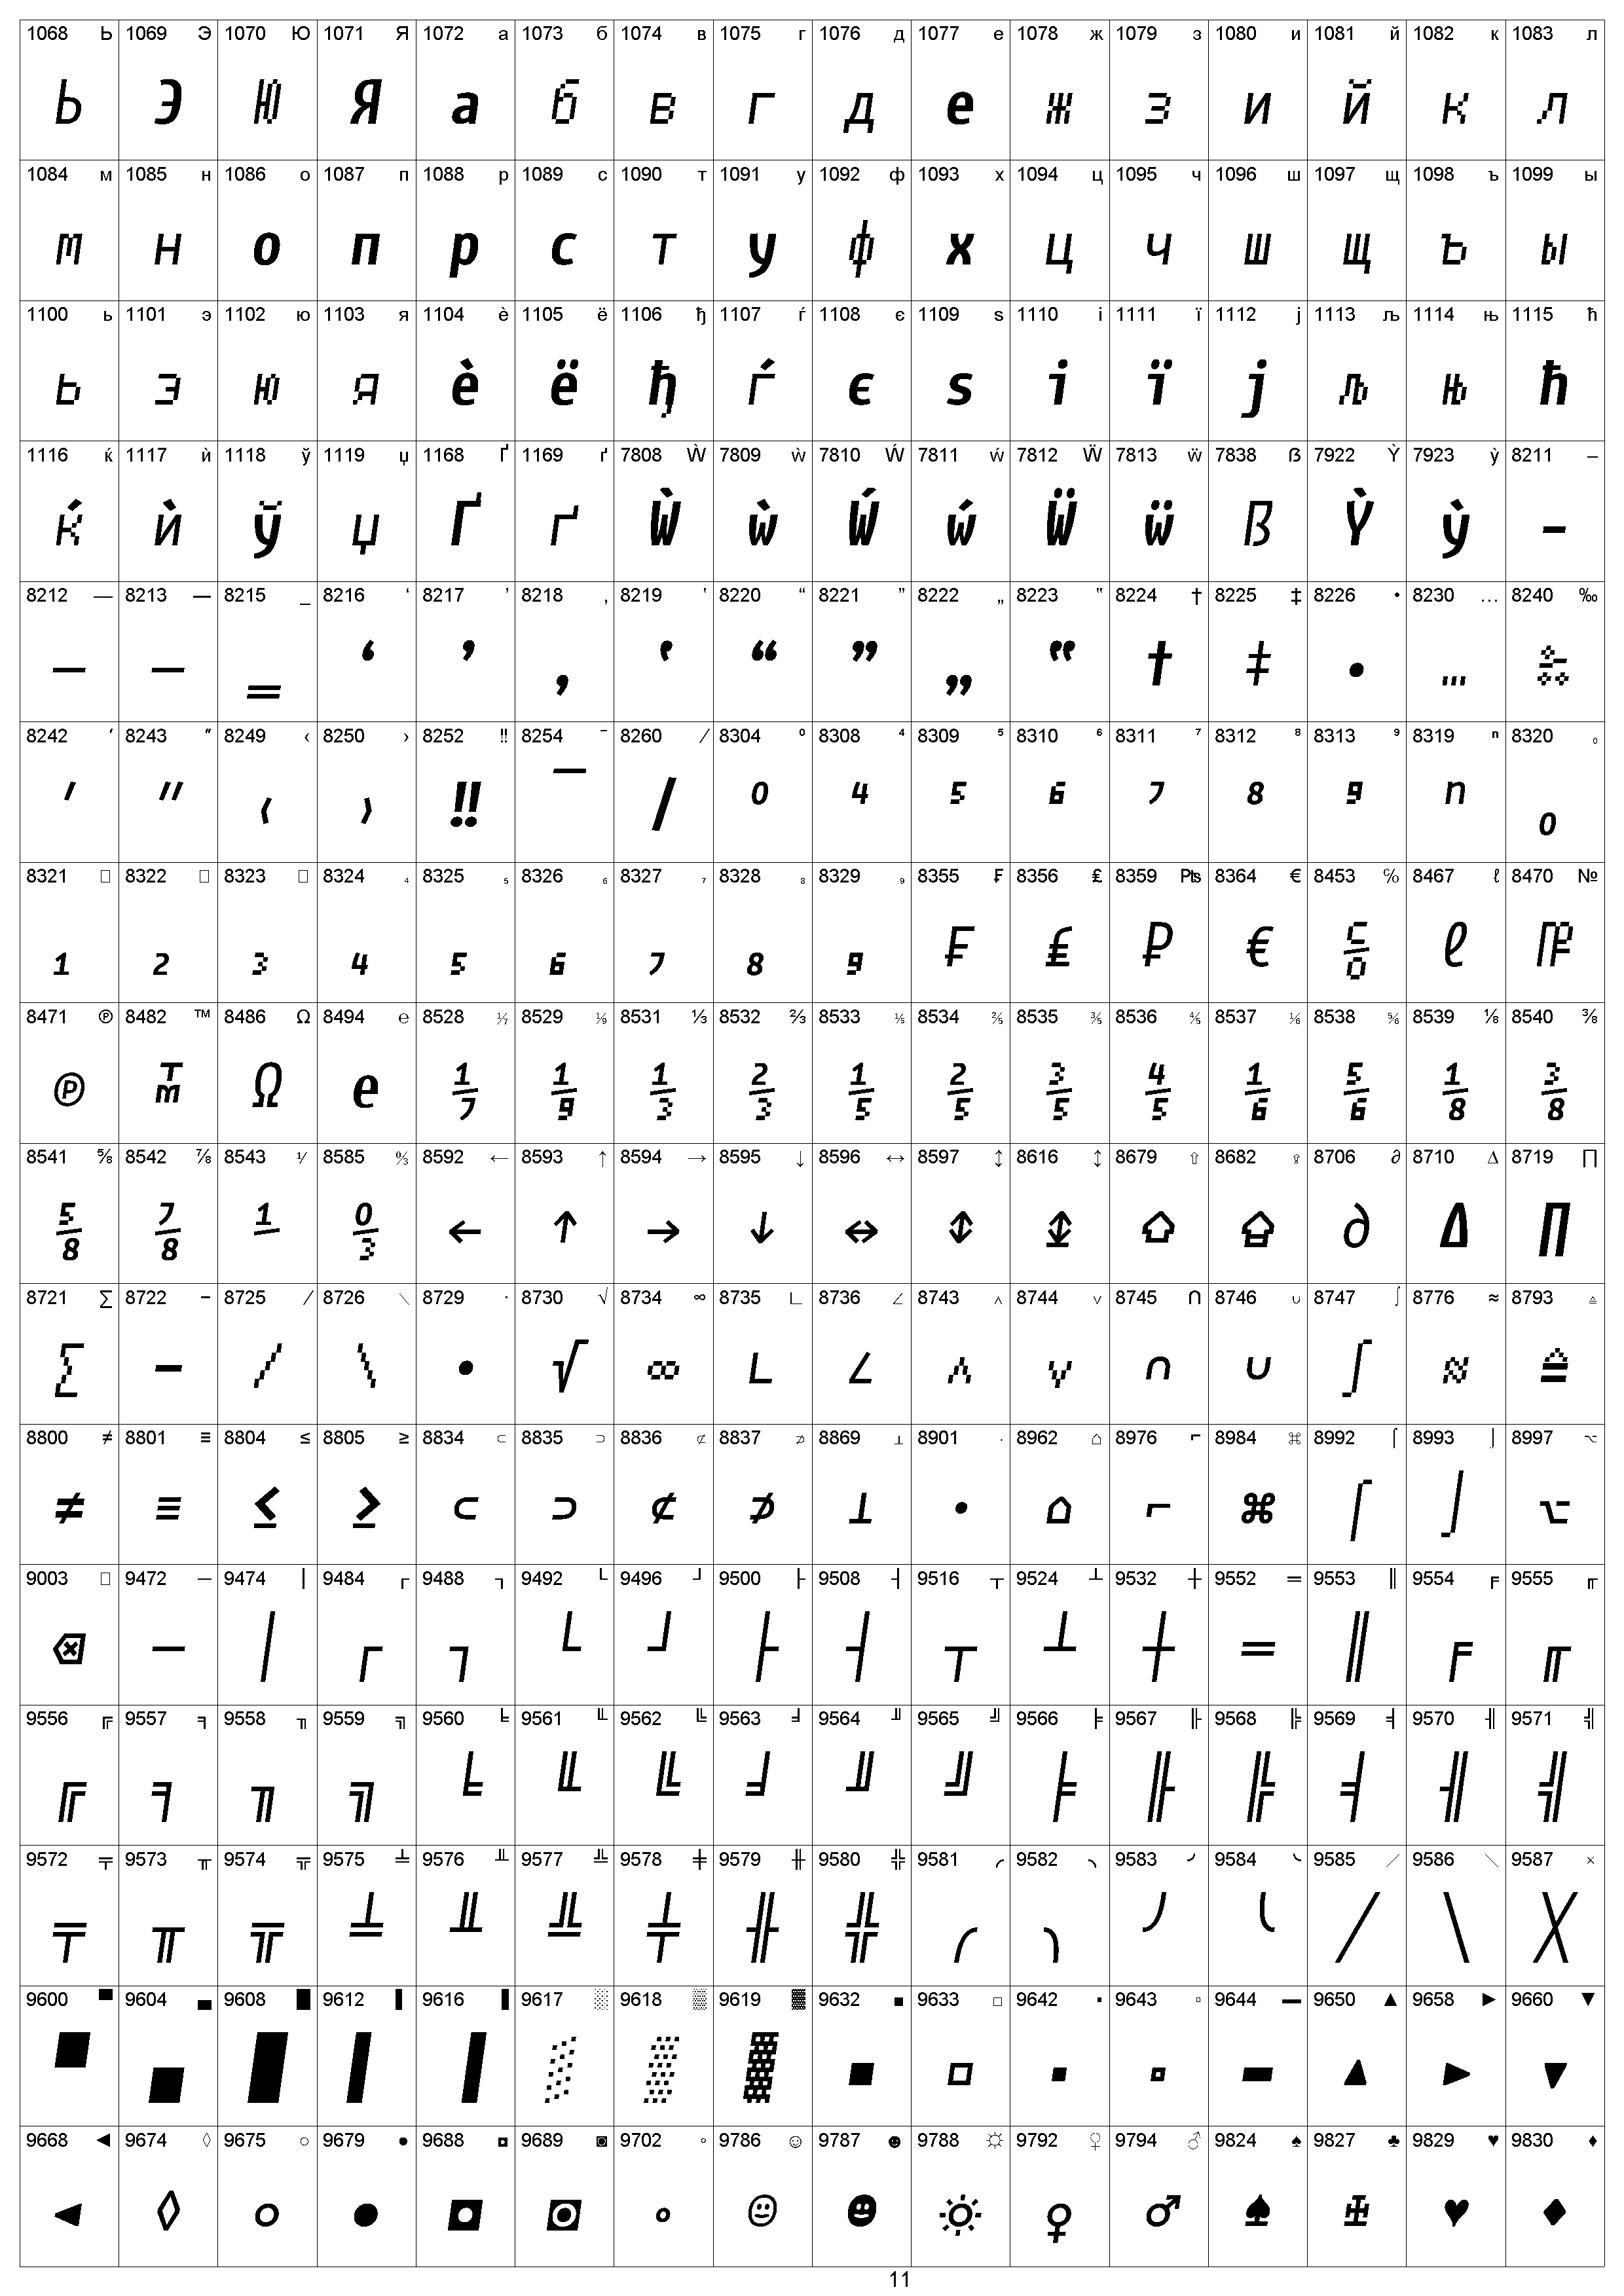 1068 Ь 1069 Э 1070 Ю 1071 Я 1072 а 1073 б 1074 в 1075 г 1076 д 1077 е 1078 ж 1079 з 1080 и 1081 й 1082 к 1083 л
Ь Э Ю Я а б в г д е ж з и й к л
1084 м 1085 н 1086 о 1087 п 1088 р 1089 с 1090 т 1091 у 1092 ф 1093 х 1094 ц 1095 ч 1096 ш 1097 щ 1098 ъ 1099 ы
м н о п р с т у ф х ц ч ш щ ъ ы
1100 ь 1101 э 1102 ю 1103 я 1104 ѐ 1105 ё 1106 ђ 1107 ѓ 1108 є 1109 ѕ 1110 і 1111 ї 1112 ј 1113 љ 1114 њ 1115 ћ
ь э ю я ѐ ё ђ ѓ є ѕ і ї ј љ њ ћ
1116 ќ 1117 ѝ 1118 ў 1119 џ 1168 Ґ 1169 ґ 7808 Ẁ 7809 ẁ 7810 Ẃ 7811 ẃ 7812 Ẅ 7813 ẅ 7838 ẞ 7922 Ỳ 7923 ỳ 8211 –
ќ ѝ ў џ Ґ ґ Ẁ ẁ Ẃ ẃ Ẅ ẅ ẞ Ỳ ỳ –
8212 — 8213 ― 8215 ‗ 8216 ‘ 8217 ’ 8218 ‚ 8219 ‛ 8220 “ 8221 ” 8222 „ 8223 ‟ 8224 † 8225 ‡ 8226 • 8230 … 8240 ‰
— ― ‗ ‘ ’ ‚ ‛ “ ” „ ‟ † ‡ • … ‰
8242 ′ 8243 ″ 8249 ‹ 8250 › 8252 ‼ 8254 ‾ 8260 ⁄ 8304 ⁰ 8308 ⁴ 8309 ⁵ 8310 ⁶ 8311 ⁷ 8312 ⁸ 8313 ⁹ 8319 ⁿ 8320 ₀
′ ″ ‹ › ‼ ‾ ⁄ ⁰ ⁴ ⁵ ⁶ ⁷ ⁸ ⁹ ⁿ ₀
8321 □ 8322 □ 8323 □ 8324 ₄ 8325 ₅ 8326 ₆ 8327 ₇ 8328 ₈ 8329 ₉ 8355 ₣ 8356 ₤ 8359 ₧ 8364 € 8453 ℅ 8467 ℓ 8470 №
₁ ₂ ₃ ₄ ₅ ₆ ₇ ₈ ₉ ₣ ₤ ₧ € ℅ ℓ №
8471 ℗ 8482 ™ 8486 Ω 8494 ℮ 8528 ⅐ 8529 ⅑ 8531 ⅓ 8532 ⅔ 8533 ⅕ 8534 ⅖ 8535 ⅗ 8536 ⅘ 8537 ⅙ 8538 ⅚ 8539 ⅛ 8540 ⅜
℗ ™ Ω ℮ ⅐ ⅑ ⅓ ⅔ ⅕ ⅖ ⅗ ⅘ ⅙ ⅚ ⅛ ⅜
8541 ⅝ 8542 ⅞ 8543 ⅟ 8585 ↉ 8592 ← 8593 ↑ 8594 → 8595 ↓ 8596 ↔ 8597 ↕ 8616 ↨ 8679 ⇧ 8682 ⇪ 8706 ∂ 8710 ∆ 8719 ∏
⅝ ⅞ ⅟ ↉ ← ↑ → ↓ ↔ ↕ ↨ ⇧ ⇪ ∂ ∆ ∏
8721 ∑ 8722 − 8725 ∕ 8726 ∖ 8729 ∙ 8730 √ 8734 ∞ 8735 ∟ 8736 ∠ 8743 ∧ 8744 ∨ 8745 ∩ 8746 ∪ 8747 ∫ 8776 ≈ 8793 ≙
∑ − ∕ ∖ ∙ √ ∞ ∟ ∠ ∧ ∨ ∩ ∪ ∫ ≈ ≙
8800 ≠ 8801 ≡ 8804 ≤ 8805 ≥ 8834 ⊂ 8835 ⊃ 8836 ⊄ 8837 ⊅ 8869 ⊥ 8901 ⋅ 8962 ⌂ 8976 ⌐ 8984 ⌘ 8992 ⌠ 8993 ⌡ 8997 ⌥
≠ ≡ ≤ ≥ ⊂ ⊃ ⊄ ⊅ ⊥ ⋅ ⌂ ⌐ ⌘ ⌠ ⌡ ⌥
9003 □ 9472 ─ 9474 │ 9484 ┌ 9488 ┐ 9492 └ 9496 ┘ 9500 ├ 9508 ┤ 9516 ┬ 9524 ┴ 9532 ┼ 9552 ═ 9553 ║ 9554 ╒ 9555 ╓
⌫ ─ │ ┌ ┐ └ ┘ ├ ┤ ┬ ┴ ┼ ═ ║ ╒ ╓
9556 ╔ 9557 ╕ 9558 ╖ 9559 ╗ 9560 ╘ 9561 ╙ 9562 ╚ 9563 ╛ 9564 ╜ 9565 ╝ 9566 ╞ 9567 ╟ 9568 ╠ 9569 ╡ 9570 ╢ 9571 ╣
╔ ╕ ╖ ╗ ╘ ╙ ╚ ╛ ╜ ╝ ╞ ╟ ╠ ╡ ╢ ╣
9572 ╤ 9573 ╥ 9574 ╦ 9575 ╧ 9576 ╨ 9577 ╩ 9578 ╪ 9579 ╫ 9580 ╬ 9581 ╭ 9582 ╮ 9583 ╯ 9584 ╰ 9585 ╱ 9586 ╲ 9587 ╳
╤ ╥ ╦ ╧ ╨ ╩ ╪ ╫ ╬ ╭ ╮ ╯ ╰ ╱ ╲ ╳
9600 ▀ 9604 ▄ 9608 █ 9612 ▌ 9616 ▐ 9617 ░ 9618 ▒ 9619 ▓ 9632 ■ 9633 □ 9642 ▪ 9643 ▫ 9644 ▬ 9650 ▲ 9658 ► 9660 ▼
▀ ▄ █ ▌ ▐ ░ ▒ ▓ ■ □ ▪ ▫ ▬ ▲ ► ▼
9668 ◄ 9674 ◊ 9675 ○ 9679 ● 9688 ◘ 9689 ◙ 9702 ◦ 9786 ☺ 9787 ☻ 9788 ☼ 9792 ♀ 9794 ♂ 9824 ♠ 9827 ♣ 9829 ♥ 9830 ♦
◄ ◊ ○ ● ◘ ◙ ◦ ☺ ☻ ☼ ♀ ♂ ♠ ♣ ♥ ♦
11